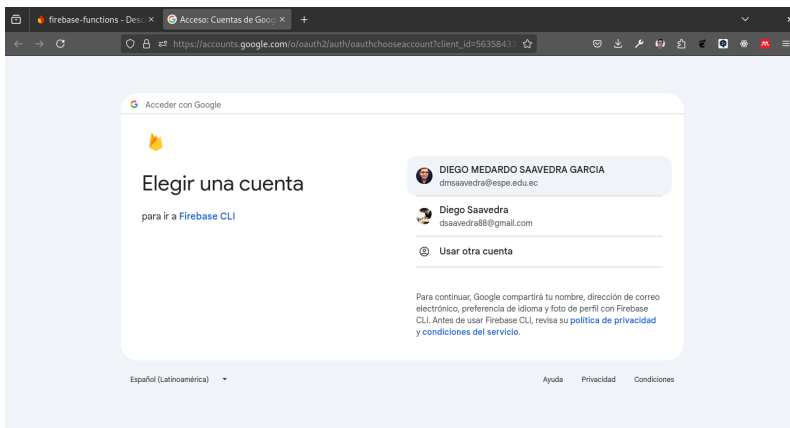 firebase-functions - Desc
Acceso: Cuentas de Goog
https://accounts.google.com/o/oauth2/auth/oauthchooseaccount?client_id=56358433
Acceder con Google
Elegir una cuenta
para ir a Firebase CLI
DIEGO MEDARDO SAAVEDRA GARCIA
dmsaavedra@espe.edu.ec
Diego Saavedra
dsaavedra88@gmail.com
Usar otra cuenta
Para continuar, Google compartirá tu nombre, dirección de correo
electrónico, preferencia de idioma y foto de perfil con Firebase
CLI. Antes de usar Firebase CLI, revisa su política de privacidad
y condiciones del servicio.
Español (Latinoamérica)
Ayuda Privacidad Condiciones